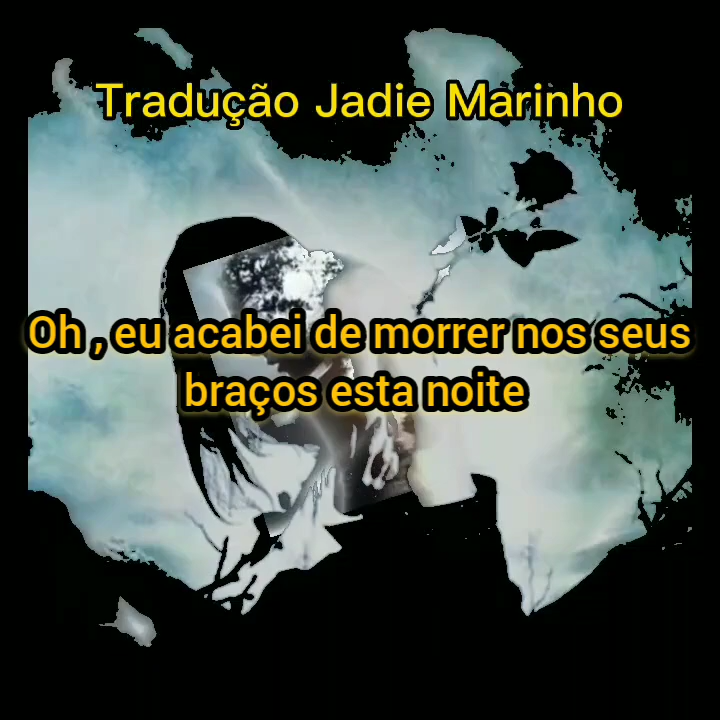 Tradução Jadie Marinho
Oh , eu acabei de morrer nos seus
braços esta noite